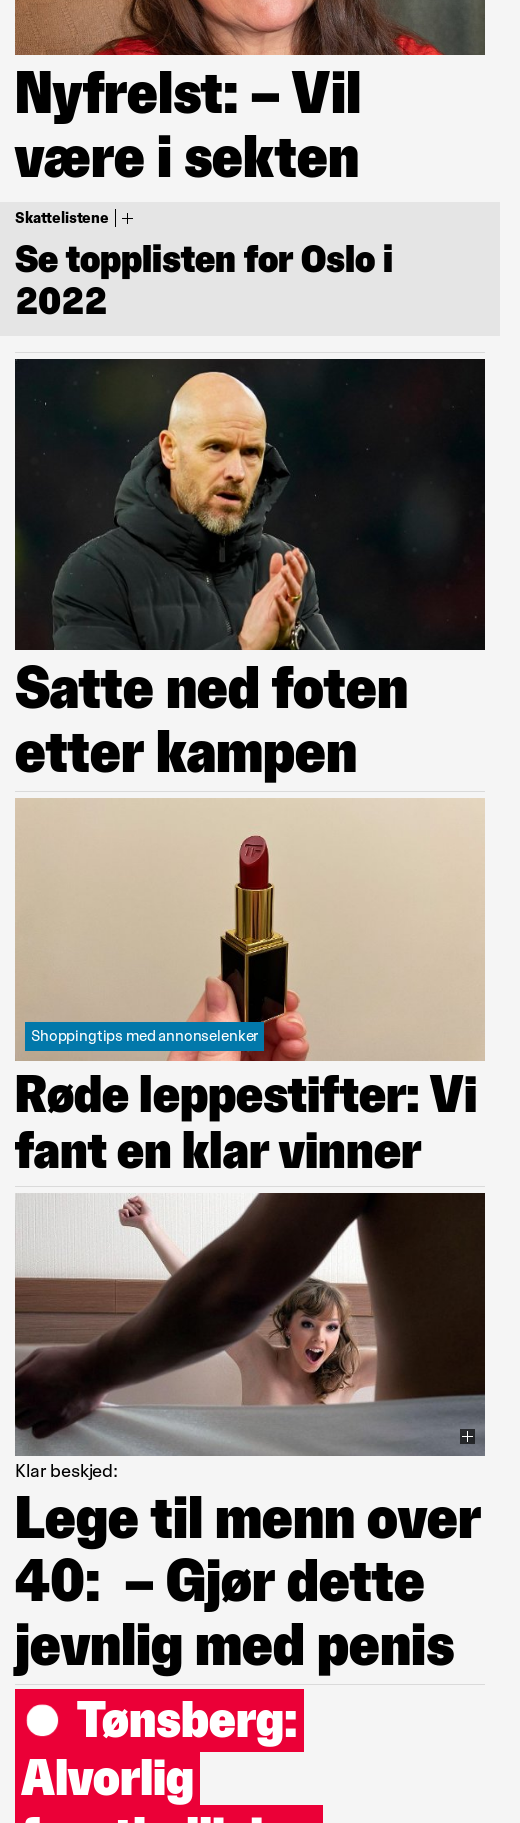 Nyfrelst: – Vil
være i sekten
Skattelistene
Se topplisten for Oslo i
2022
Satte ned foten
etter kampen
TF
Shoppingtips med annonselenker
Røde leppestifter: Vi
fant en klar vinner
Klar beskjed:
Lege til menn over
40:  – Gjør dette
jevnlig med penis
Tønsberg:
Alvorlig